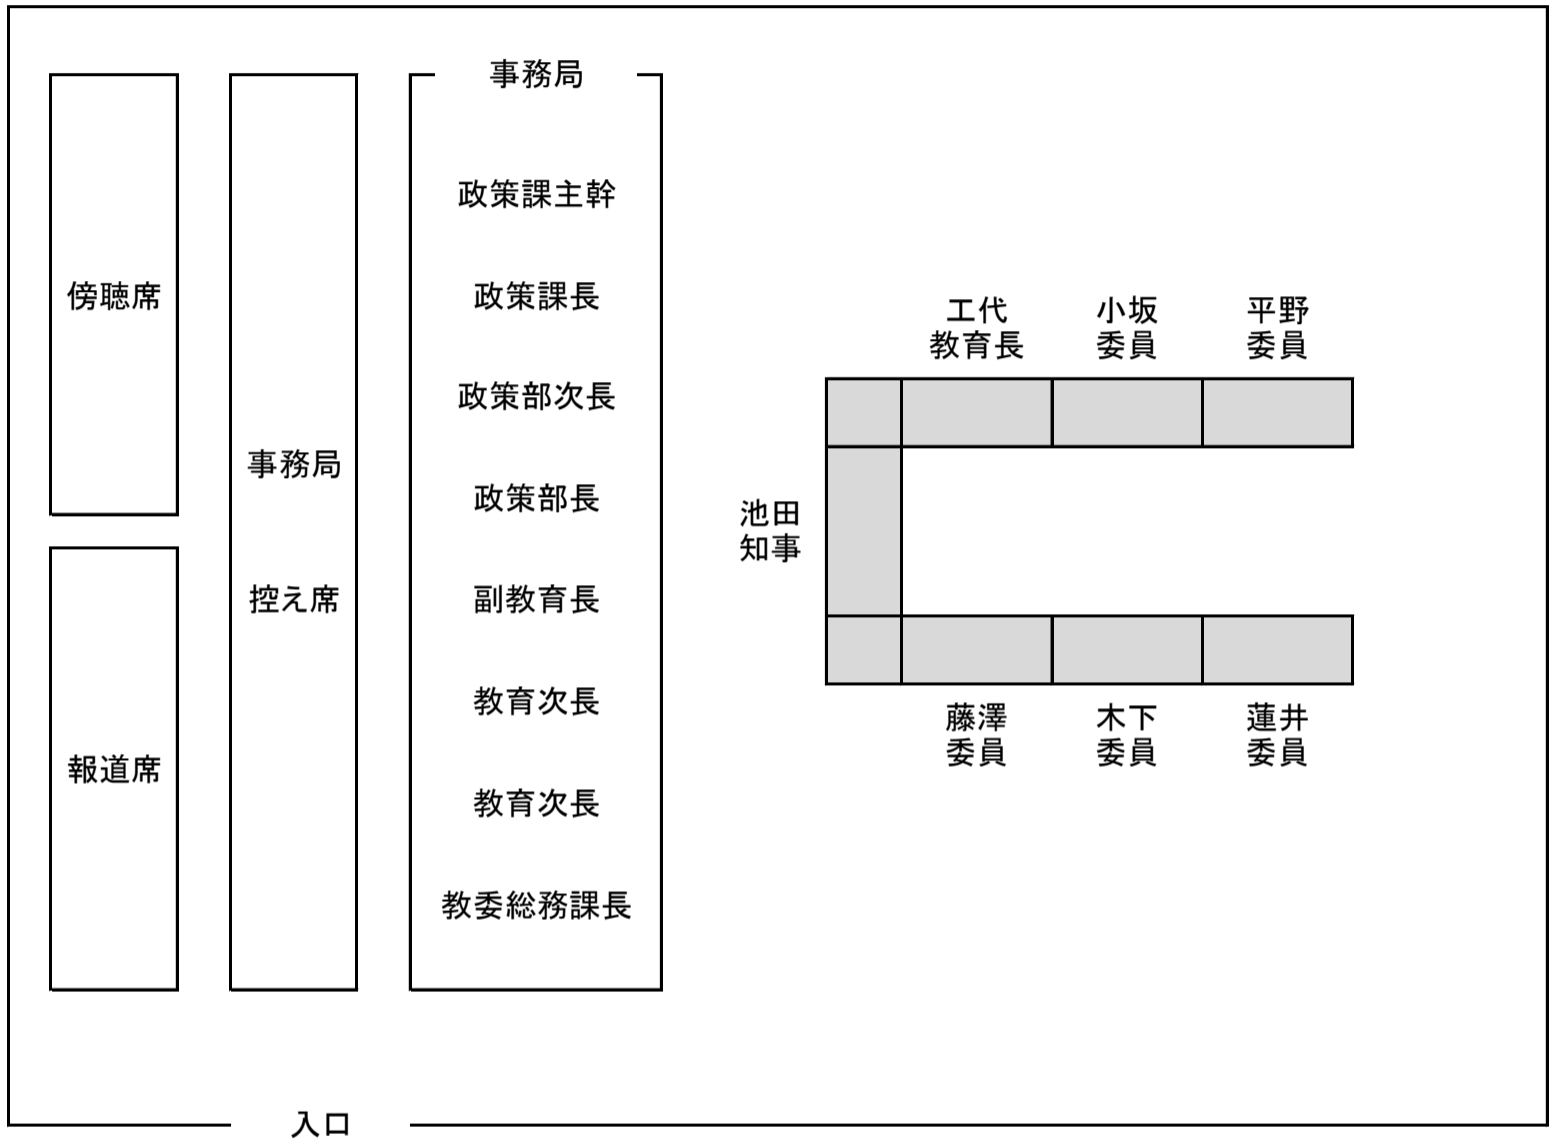 傍聴席
報道席
事務局
控え席
事務局
政策課主幹
政策課長
政策部次長
政策部長
副教育長
教育次長
教育次長
教委総務課長
池田
知事
工代
教育長
小坂
委員
平野
委員
藤澤
委員
木下
委員
蓮井
委員
入口